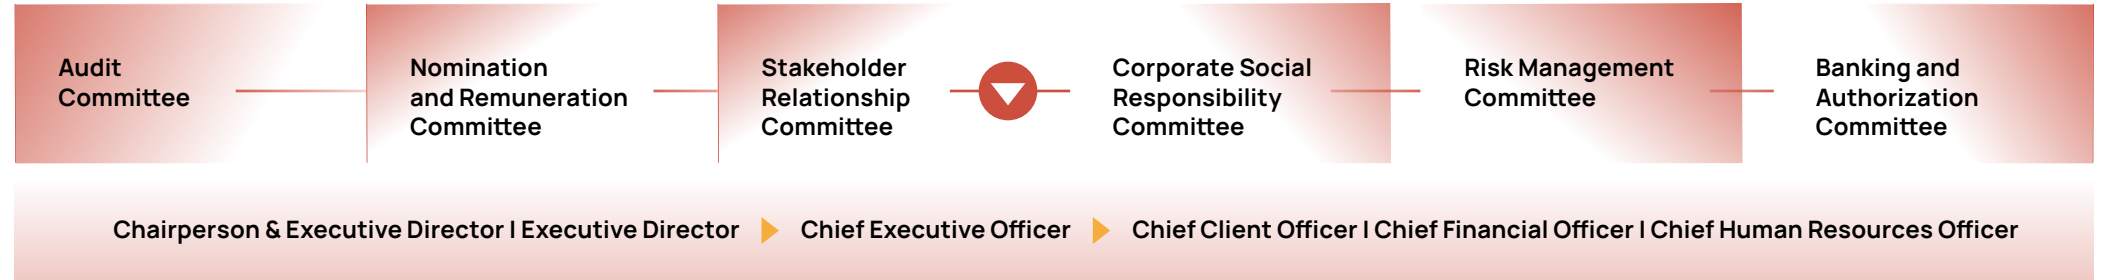 Audit
Committee
Nomination
and Remuneration
Committee
Stakeholder
Relationship
Committee
Corporate Social
Responsibility
Committee
Risk Management
Committee
Banking and
Authorization
Committee
Chairperson & Executive Director | Executive Director Chief Executive Officer Chief Client Officer | Chief Financial Officer | Chief Human Resources Officer